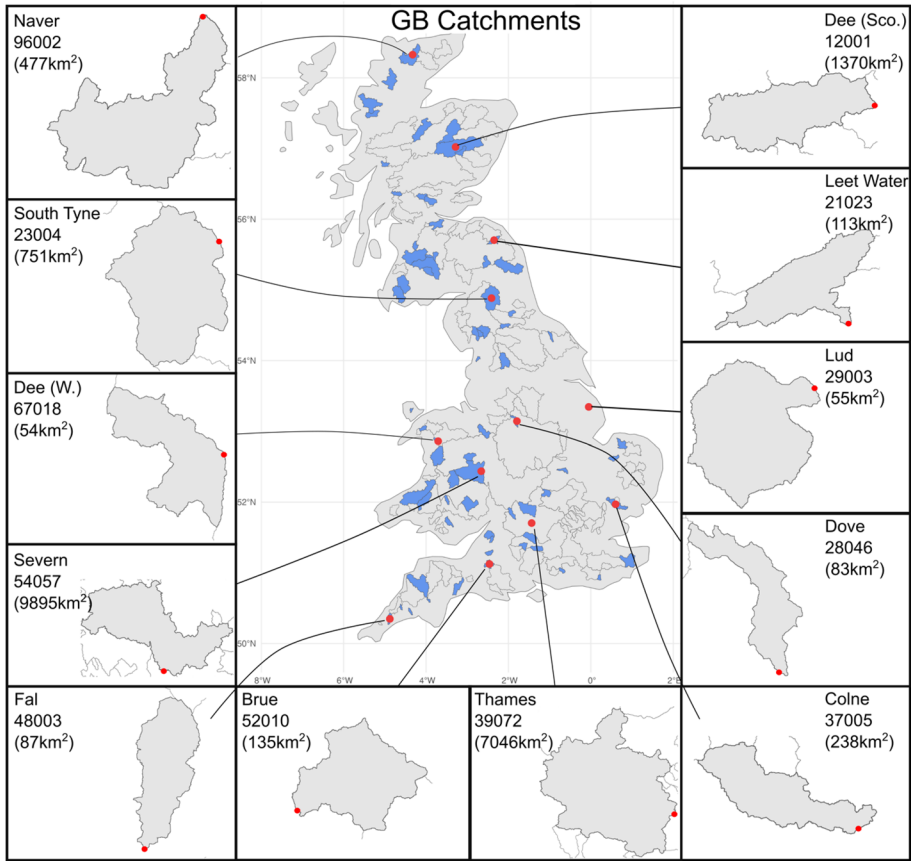 GB Catchments
Naver
96002
(477km²)
South Tyne
23004
(751km²)
Dee (W.)
67018
(54km²)
Severn
54057
(9895km²)
Fal
48003
(87km²)
Brue
52010
(135km²)
Thames
39072
(7046km²)
Dee (Sco.)
12001
(1370km²)
Leet Water
21023
(113km²)
Lud
29003
(55km²)
Dove
28046
(83km²)
Colne
37005
(238km²)
58°N
56°N
54°N
52°N
50°N
8°W
6°W
4°W
2°W
0°
2°E